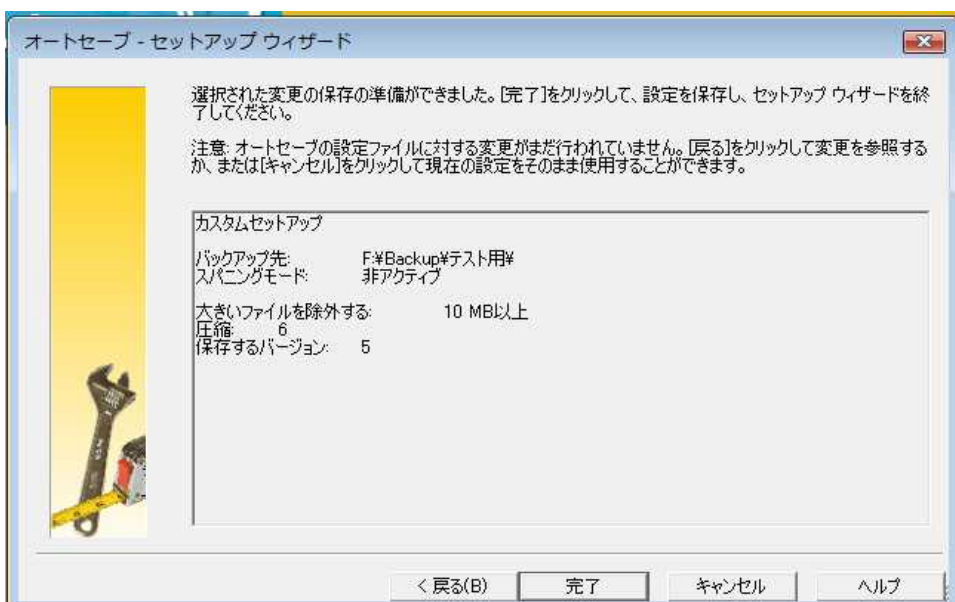 オートセーブ - セットアップ ウィザード
選択された変更の保存の準備ができました。[完了]をクリックして、設定を保存し、セットアップ ウィザードを終
了してください。
注意: オートセーブの設定ファイルに対する変更がまだ行われていません。[戻る]をクリックして変更を参照する
か、または[キャンセル]をクリックして現在の設定をそのまま使用することができます。
カスタムセットアップ
バックアップ先: F:¥Backup¥テスト用¥
スパニングモード: 非アクティブ
大きいファイルを除外する: 10 MB以上
圧縮: 6
保存するバージョン: 5
< 戻る(B) 完了 キャンセル ヘルプ